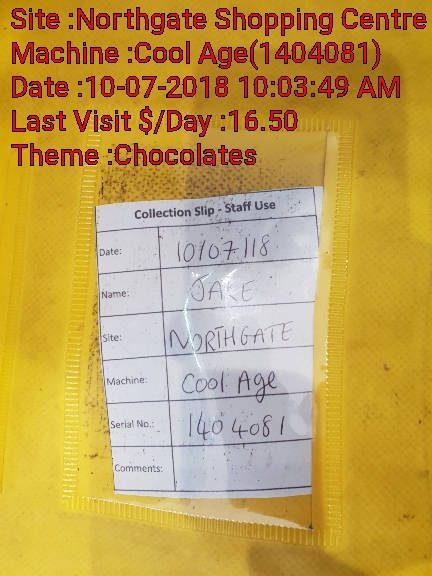 Site :Northgate Shopping Centre
Machine :Cool Age(1404081)
Date :10-07-2018 10:03:49 AM
Last Visit $/Day :16.50
Theme :Chocolates
Collection Slip - Staff Use
Date: 10/07/18
Name: JAKE
Site: NORTHGATE
Machine: Cool Age
Serial No.: 1404081
Comments: